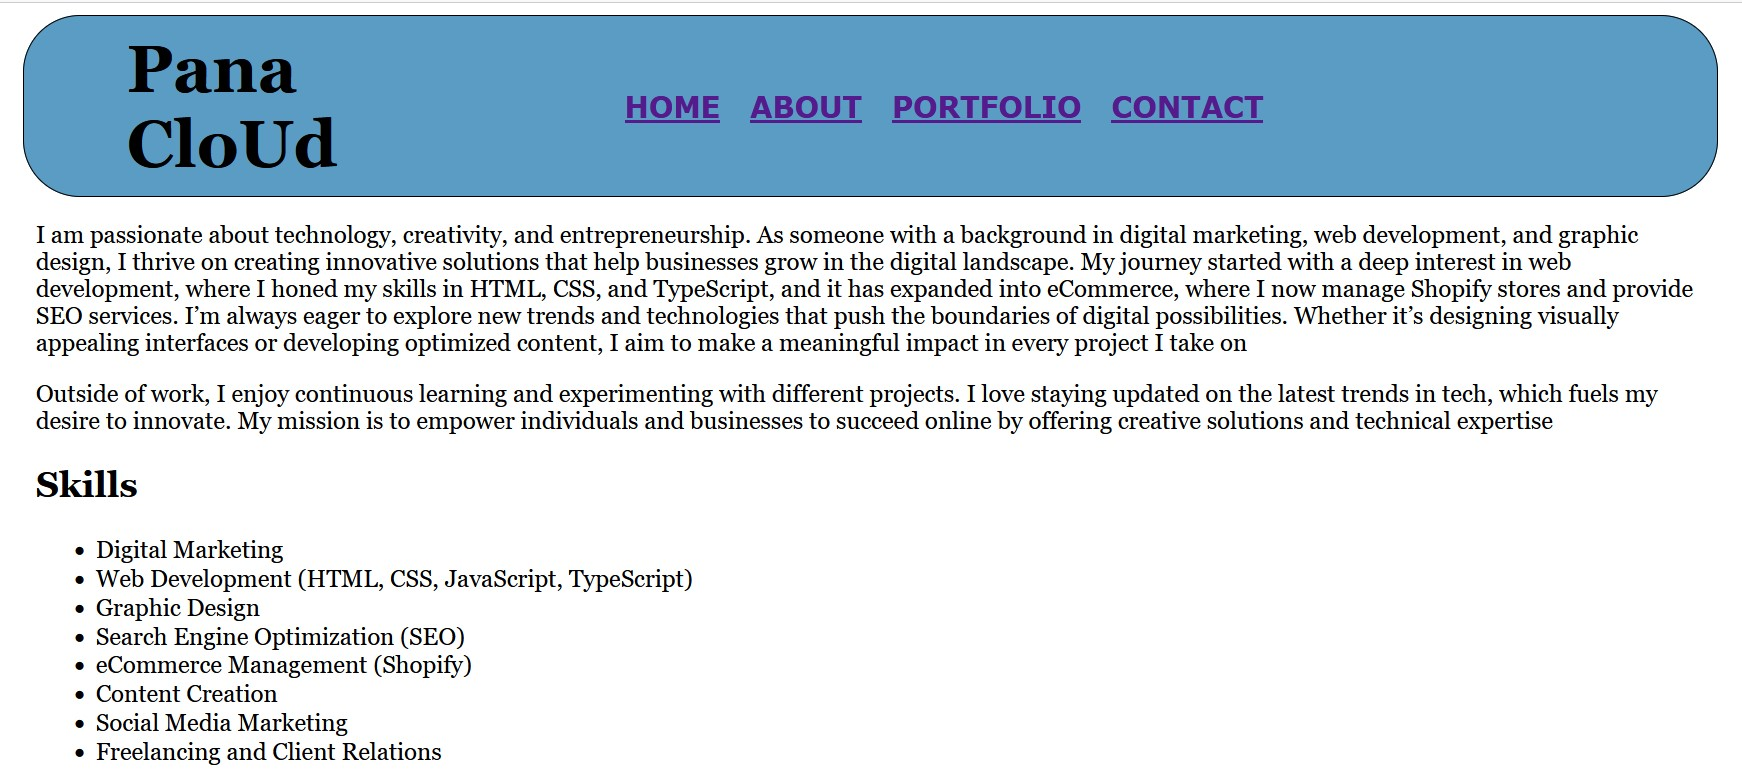 Pana
CloUd
HOME ABOUT PORTFOLIO CONTACT
I am passionate about technology, creativity, and entrepreneurship. As someone with a background in digital marketing, web development, and graphic
design, I thrive on creating innovative solutions that help businesses grow in the digital landscape. My journey started with a deep interest in web
development, where I honed my skills in HTML, CSS, and TypeScript, and it has expanded into eCommerce, where I now manage Shopify stores and provide
SEO services. I’m always eager to explore new trends and technologies that push the boundaries of digital possibilities. Whether it’s designing visually
appealing interfaces or developing optimized content, I aim to make a meaningful impact in every project I take on
Outside of work, I enjoy continuous learning and experimenting with different projects. I love staying updated on the latest trends in tech, which fuels my
desire to innovate. My mission is to empower individuals and businesses to succeed online by offering creative solutions and technical expertise
Skills
• Digital Marketing
• Web Development (HTML, CSS, JavaScript, TypeScript)
• Graphic Design
• Search Engine Optimization (SEO)
• eCommerce Management (Shopify)
• Content Creation
• Social Media Marketing
• Freelancing and Client Relations